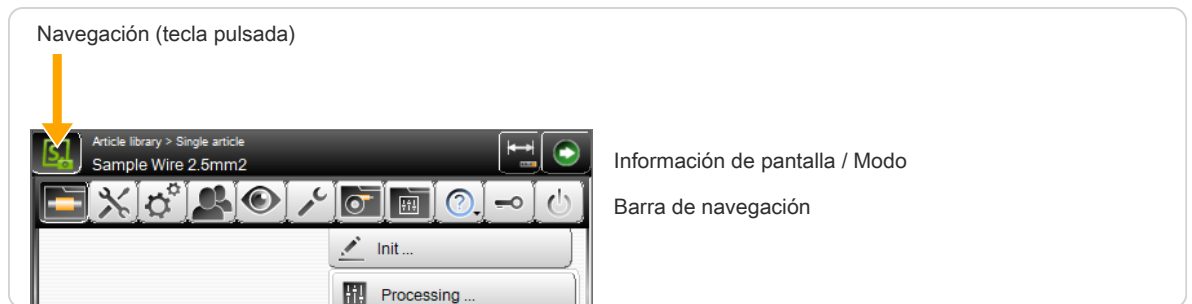 Navegación (tecla pulsada)
Article library > Single article
Sample Wire 2.5mm2
Información de pantalla / Modo
Barra de navegación
Init ...
Processing ...